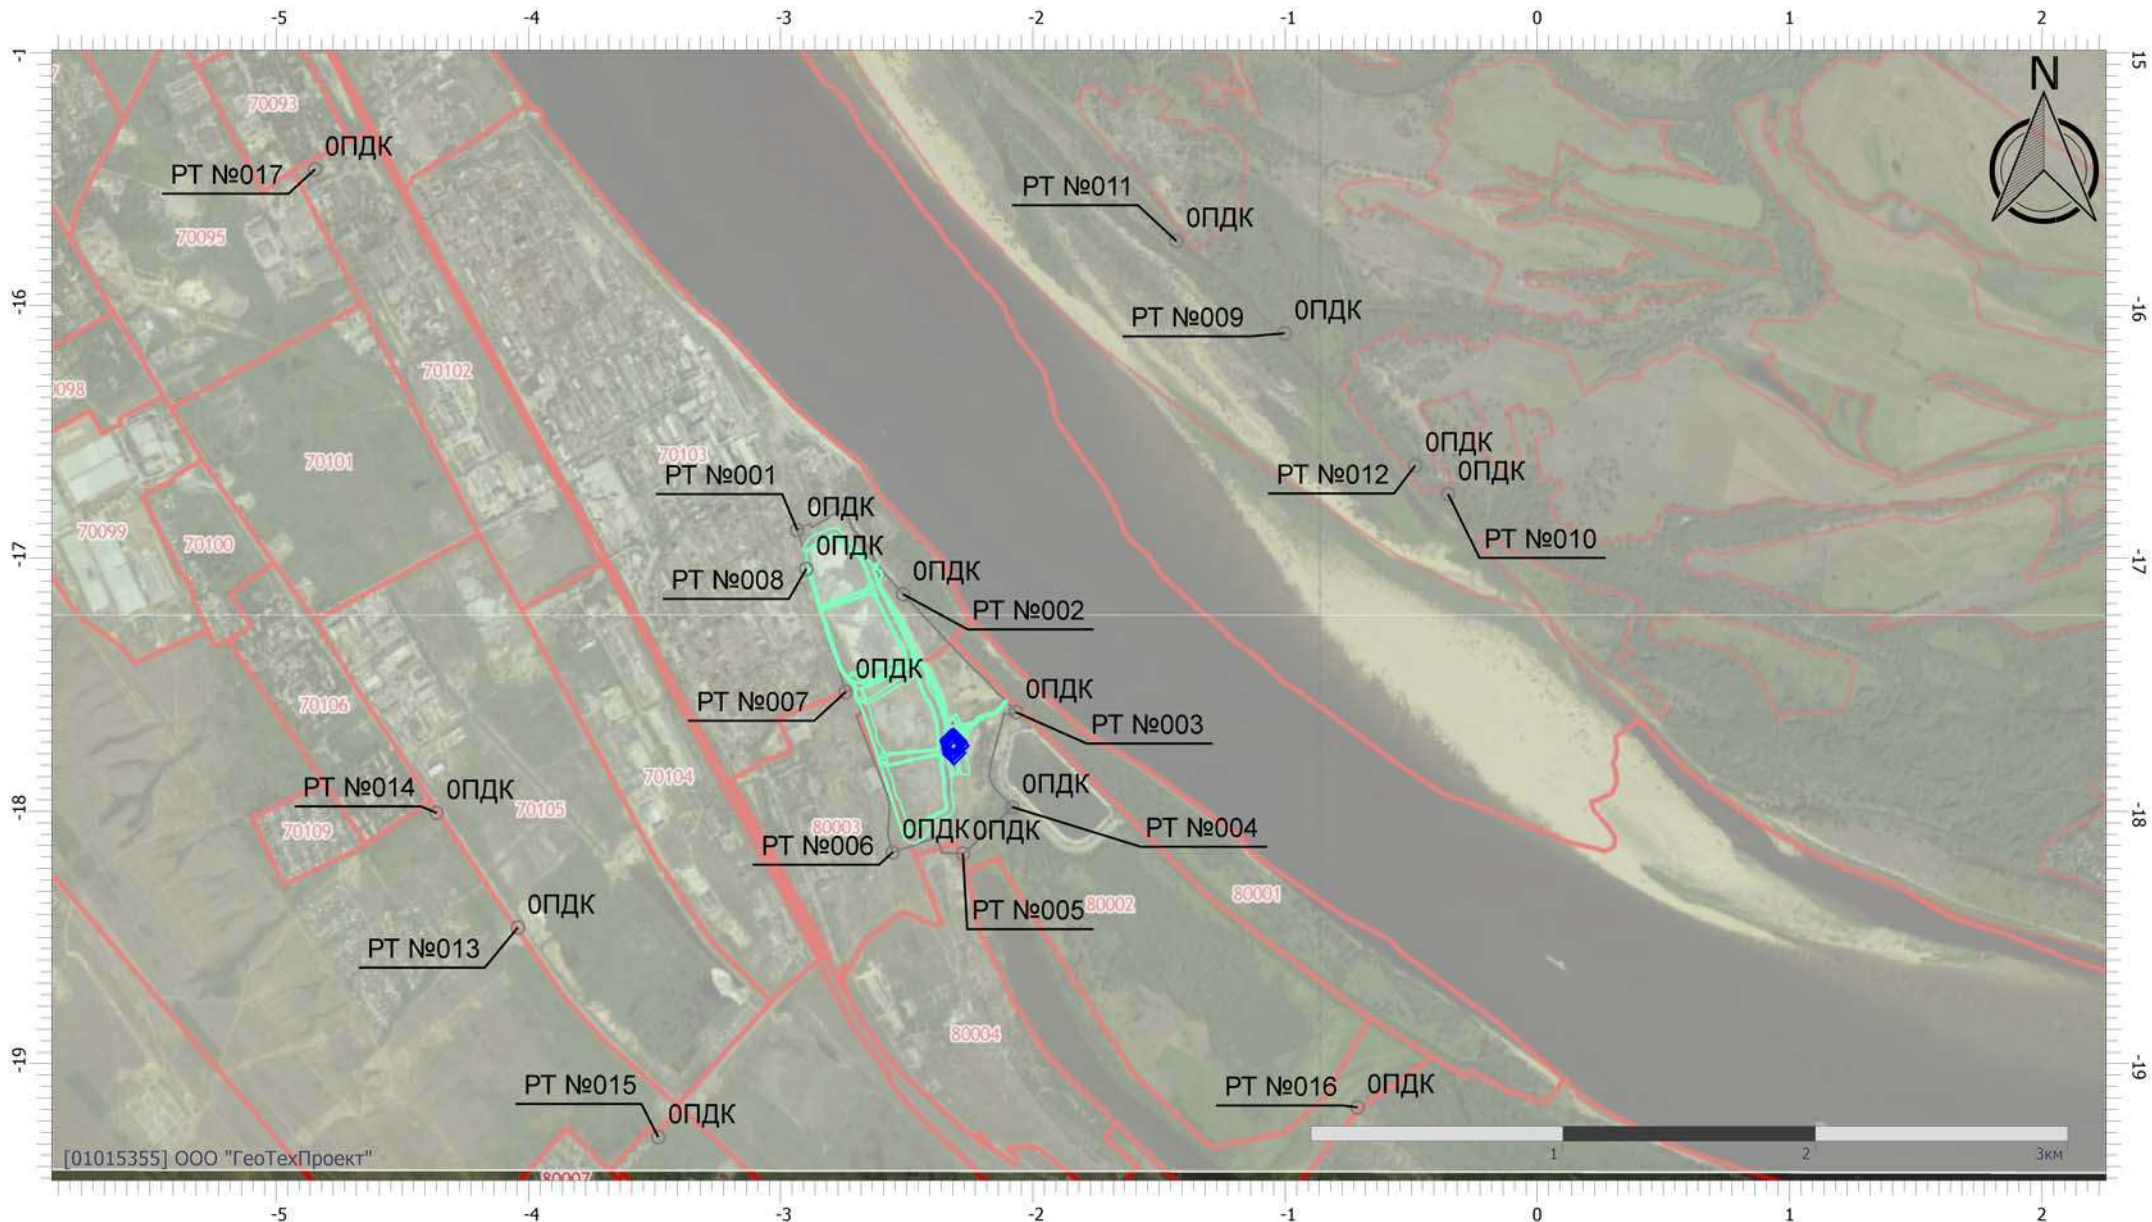 -5 -4 -3 -2 -1 0 1 2
15
N
70093
0ПДК
РТ №017
РТ №011
0ПДК
70095
-16
-16
0ПДК
РТ №009
70102
098
0ПДК
70101
70103
0ПДК
РТ №001
РТ №012
0ПДК
70099
70100
0ПДК
РТ №010
-17
-17
0ПДК
РТ №008
0ПДК
РТ №002
0ПДК
0ПДК
РТ №007
70106
РТ №003
70104
РТ №014
0ПДК
0ПДК
70105
-18
-18
70109
80003
0ПДК
0ПДК
РТ №004
РТ №006
80001
0ПДК
80002
РТ №005
РТ №013
80004
-19
-19
РТ №015
0ПДК
РТ №016
0ПДК
[01015355] ООО "ГеоТехПроект"
1 2 3км
80007
-5 -4 -3 -2 -1 0 1 2